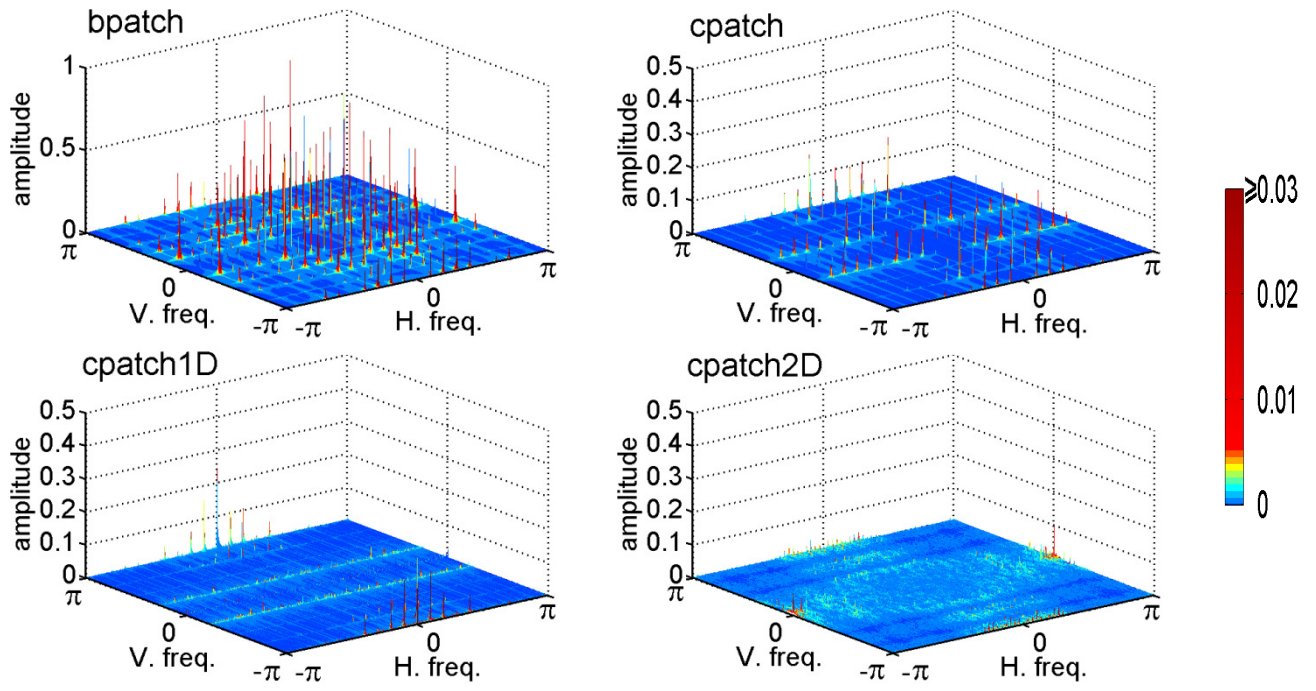 bpatch
amplitude
1
0.5
0
π
0
-π
V. freq.
-π
0
π
H. freq.
cpatch
amplitude
0.5
0.4
0.3
0.2
0.1
0
π
0
-π
V. freq.
-π
0
π
H. freq.
⩾0.03
0.02
0.01
0
cpatch1D
amplitude
0.5
0.4
0.3
0.2
0.1
0
π
0
-π
V. freq.
-π
0
π
H. freq.
cpatch2D
amplitude
0.5
0.4
0.3
0.2
0.1
0
π
0
-π
V. freq.
-π
0
π
H. freq.